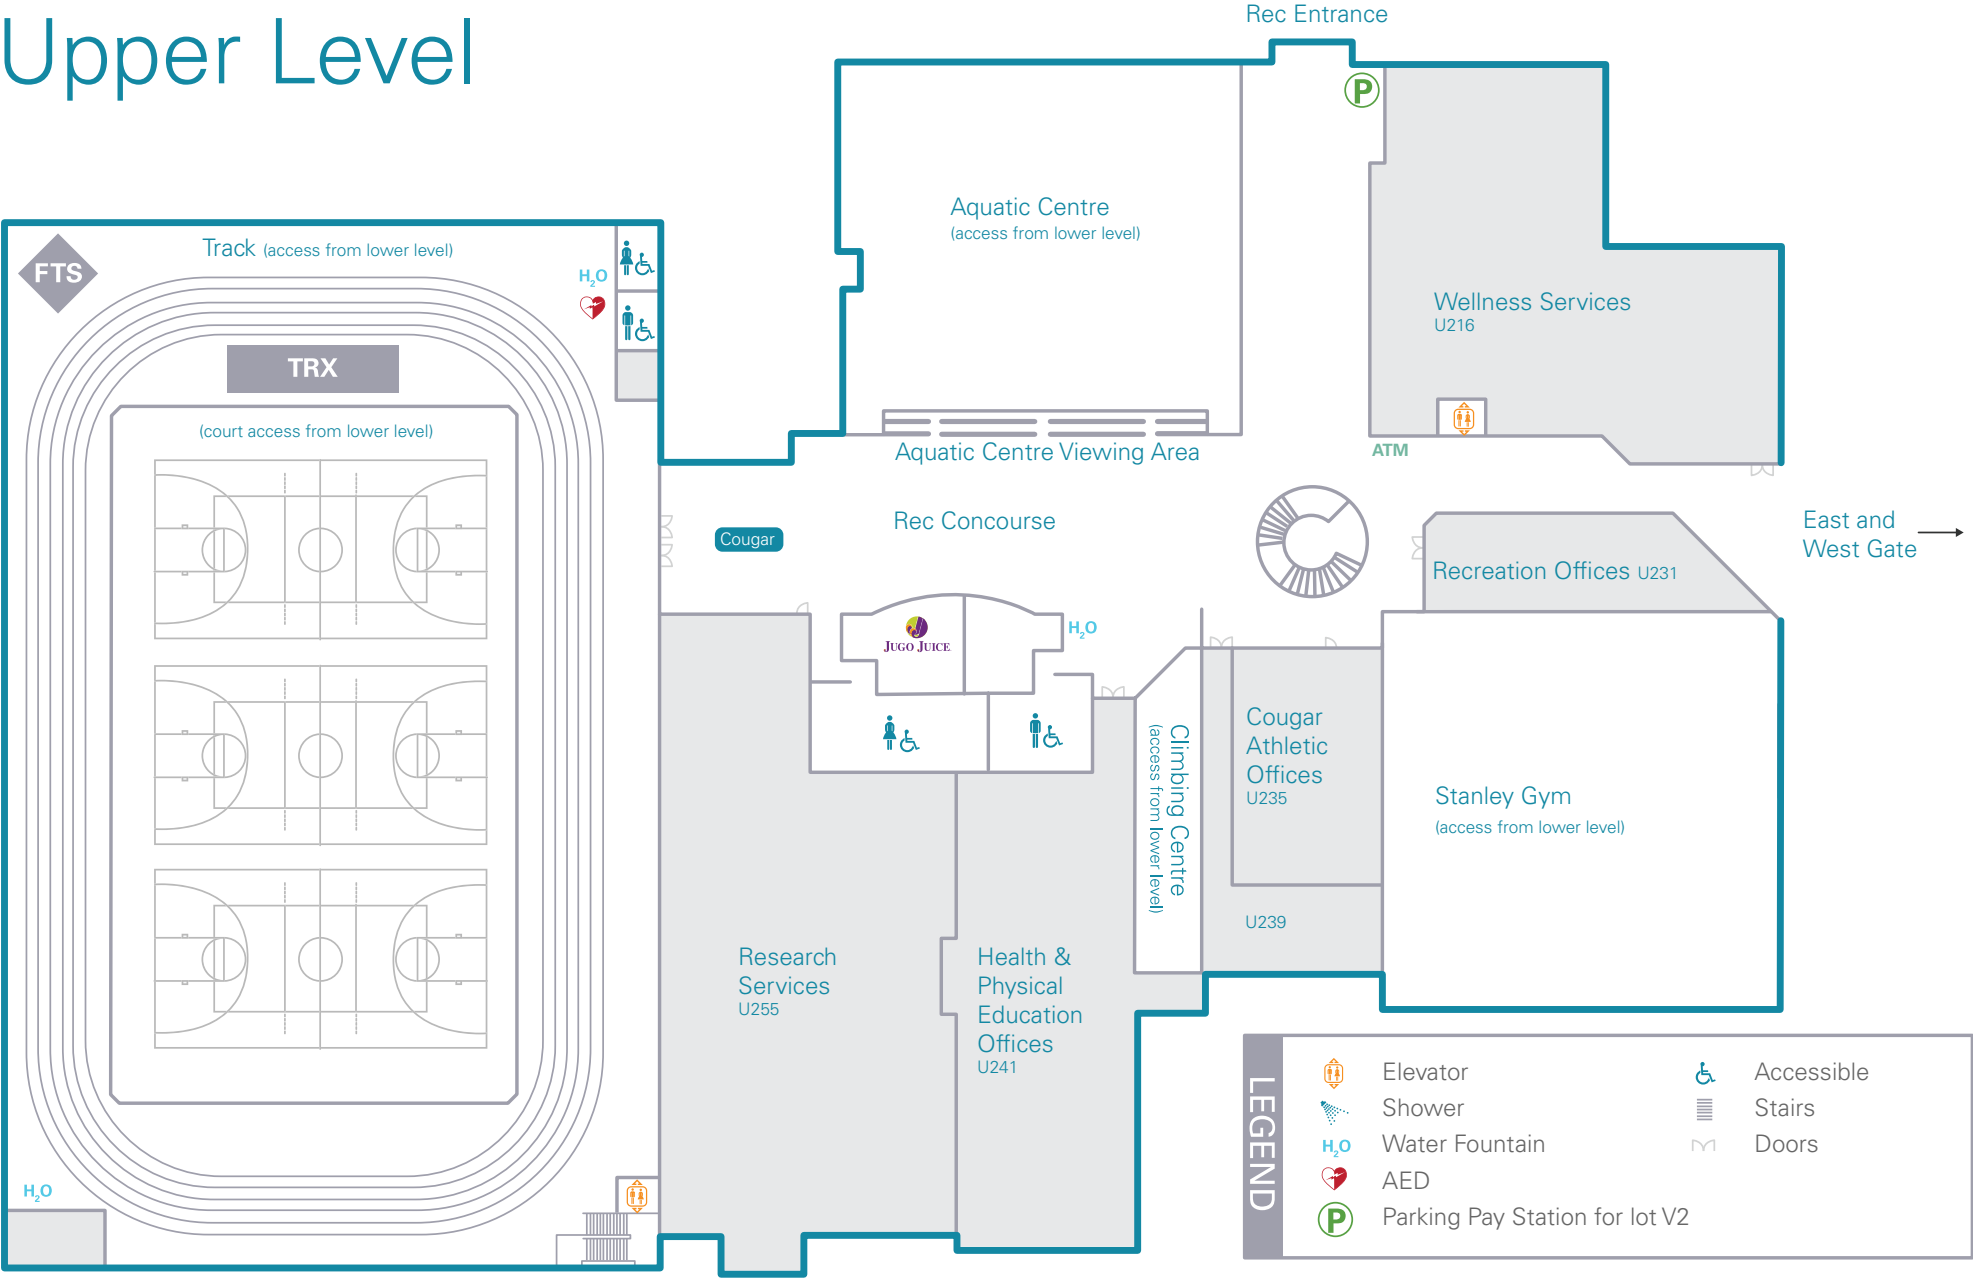 Upper Level
Rec Entrance
P
Aquatic Centre
(access from lower level)
Track (access from lower level)
FTS
H₂O
TRX
Wellness Services
U216
(court access from lower level)
ATM
Aquatic Centre Viewing Area
Rec Concourse
Cougar
East and
West Gate
Recreation Offices U231
JUGO JUICE
H₂O
Climbing Centre
(access from lower level)
Cougar
Athletic
Offices
U235
Stanley Gym
(access from lower level)
U239
Research
Services
U255
Health &
Physical
Education
Offices
U241
H₂O
LEGEND
Elevator
Shower
H₂O Water Fountain
AED
P Parking Pay Station for lot V2
Accessible
Stairs
Doors